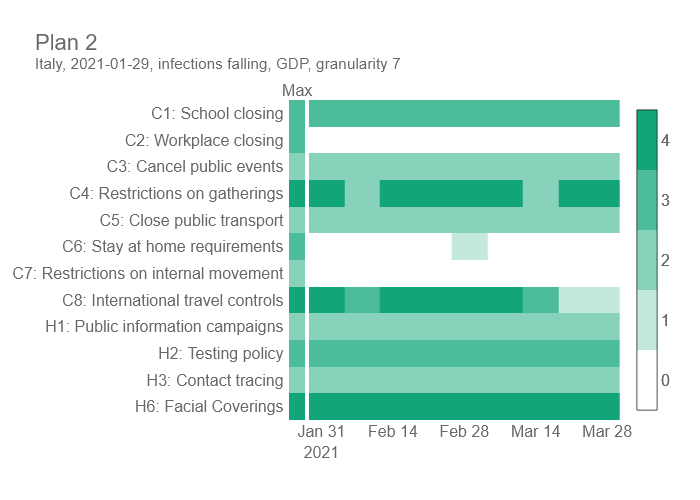 Plan 2
Italy, 2021-01-29, infections falling, GDP, granularity 7
Max
C1: School closing
C2: Workplace closing
C3: Cancel public events
C4: Restrictions on gatherings
C5: Close public transport
C6: Stay at home requirements
C7: Restrictions on internal movement
C8: International travel controls
H1: Public information campaigns
H2: Testing policy
H3: Contact tracing
H6: Facial Coverings
Jan 31 Feb 14 Feb 28 Mar 14 Mar 28
2021
4
3
2
1
0